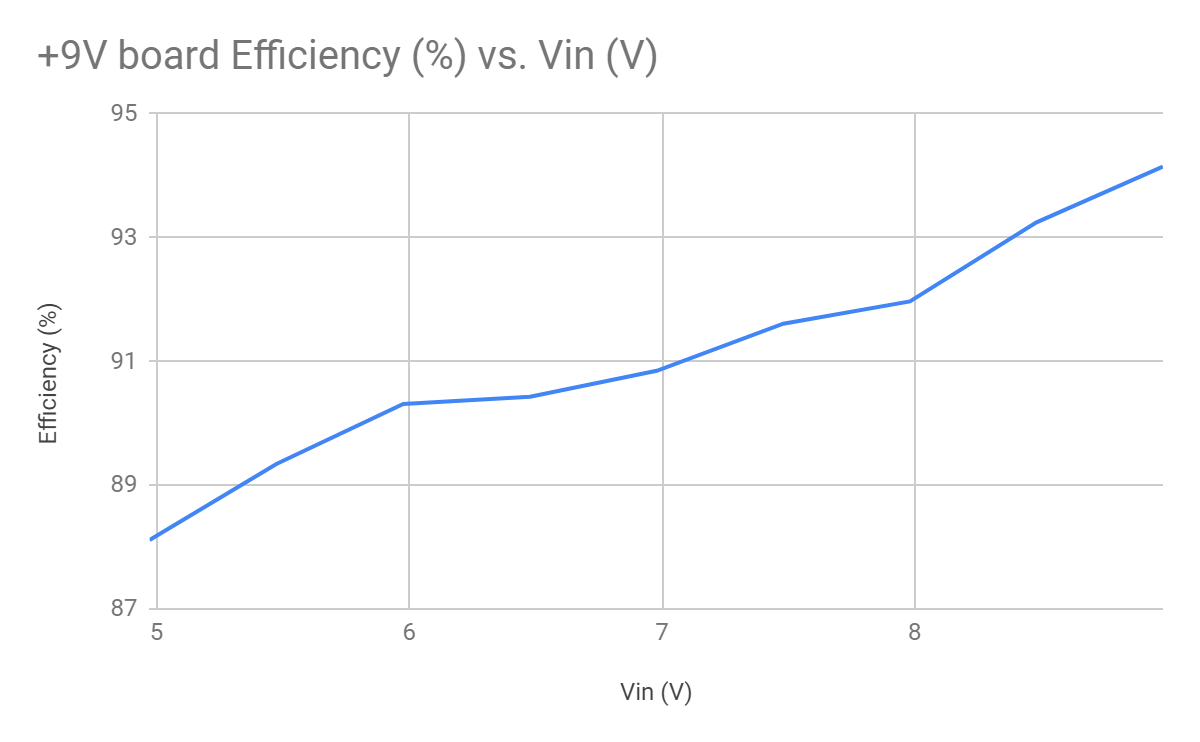 +9V board Efficiency (%) vs. Vin (V)
95
93
91
89
87
Efficiency (%)
5 6 7 8
Vin (V)